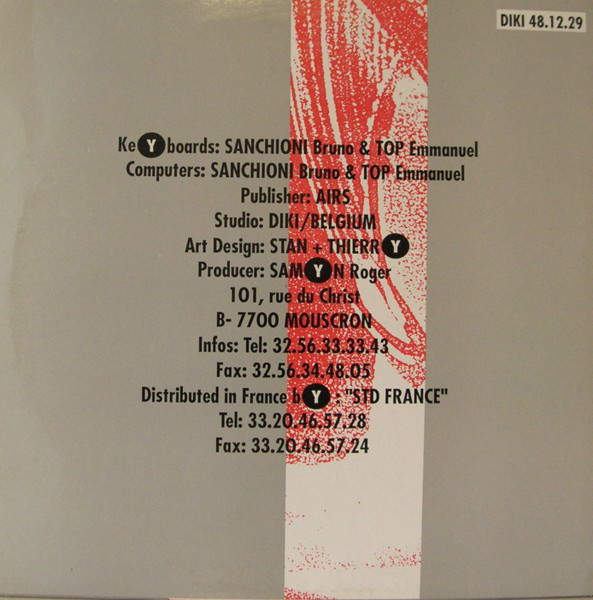 DIKI 48.12.29
KeYboards: SANCHIONI Bruno & TOP Emmanuel
Computers: SANCHIONI Bruno & TOP Emmanuel
Publisher: AIRS
Studio: DIKI/BELGIUM
Art Design: STAN + THIERRY
Producer: SAMYN Roger
101, rue du Christ
B- 7700 MOUSCRON
Infos: Tel: 32.56.33.33.43
Fax: 32.56.34.48.05
Distributed in France bY : "STD FRANCE"
Tel: 33.20.46.57.28
Fax: 33.20.46.57.24